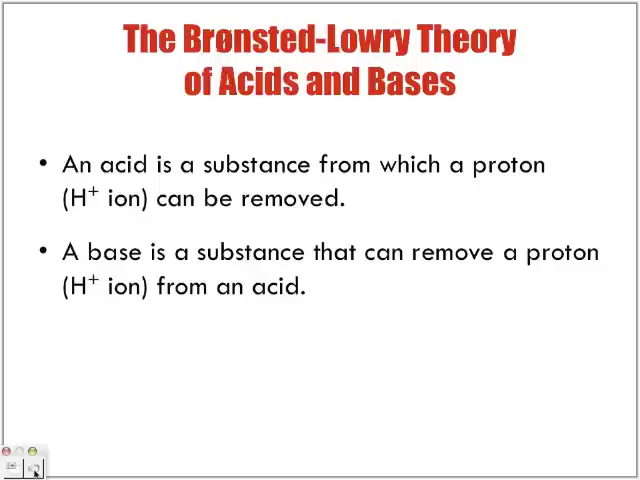 The Brønsted-Lowry Theory
of Acids and Bases
• An acid is a substance from which a proton
(H⁺ ion) can be removed.
• A base is a substance that can remove a proton
(H⁺ ion) from an acid.